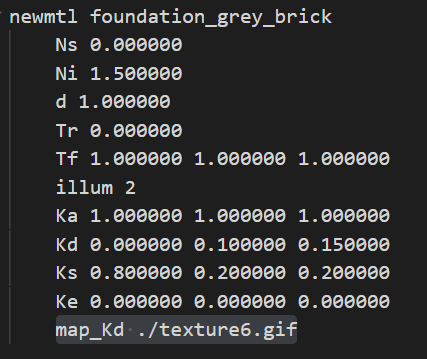 newmtl foundation_grey_brick
Ns 0.000000
Ni 1.500000
d 1.000000
Tr 0.000000
Tf 1.000000 1.000000 1.000000
illum 2
Ka 1.000000 1.000000 1.000000
Kd 0.000000 0.100000 0.150000
Ks 0.800000 0.200000 0.200000
Ke 0.000000 0.000000 0.000000
map_Kd ./texture6.gif